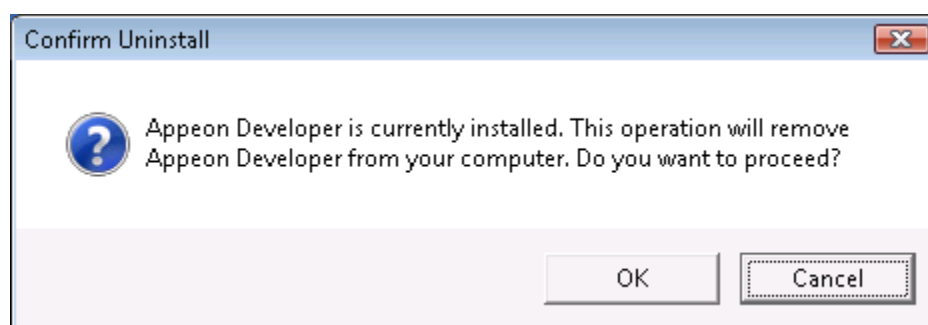 Confirm Uninstall
Appeon Developer is currently installed. This operation will remove
Appeon Developer from your computer. Do you want to proceed?
OK
Cancel